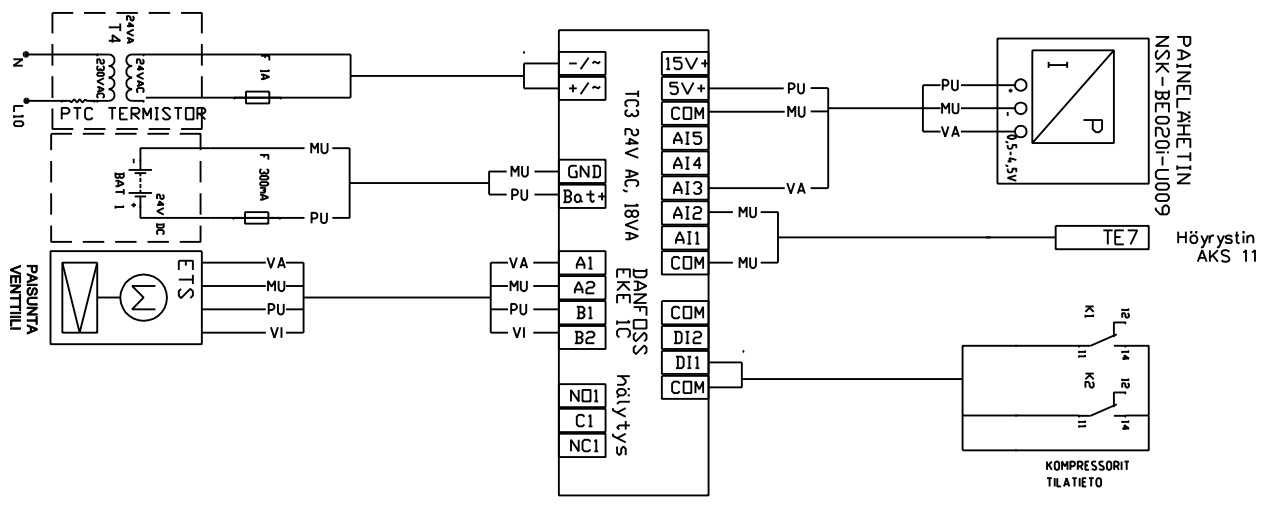 24VA
T4
N
230VAC
24VAC
F 1A
L10
PTC TERMISTOR
-
BAT 1
+
24V DC
F 300mA
MU
PU
MU
PU
PAISUNTA
VENTTIILI
M
ETS
VA
MU
PU
VI
VA
MU
PU
VI
-/~
+/~
GND
Bat+
A1
A2
B1
B2
NO1
C1
NC1
TC3 24V AC, 18VA
DANFOSS
EKE 1C
hälytys
15V+
5V+
COM
AI5
AI4
AI3
AI2
AI1
COM
COM
DI2
DI1
COM
PU
MU
VA
MU
MU
PU
MU
VA
+
-
0,5-4,5V
I
P
PAINELÄHETIN
NSK-BE020i-U009
TE7
Höyrystin
AKS 11
K1
12
11
14
K2
12
11
14
KOMPRESSORIT
TILATIETO